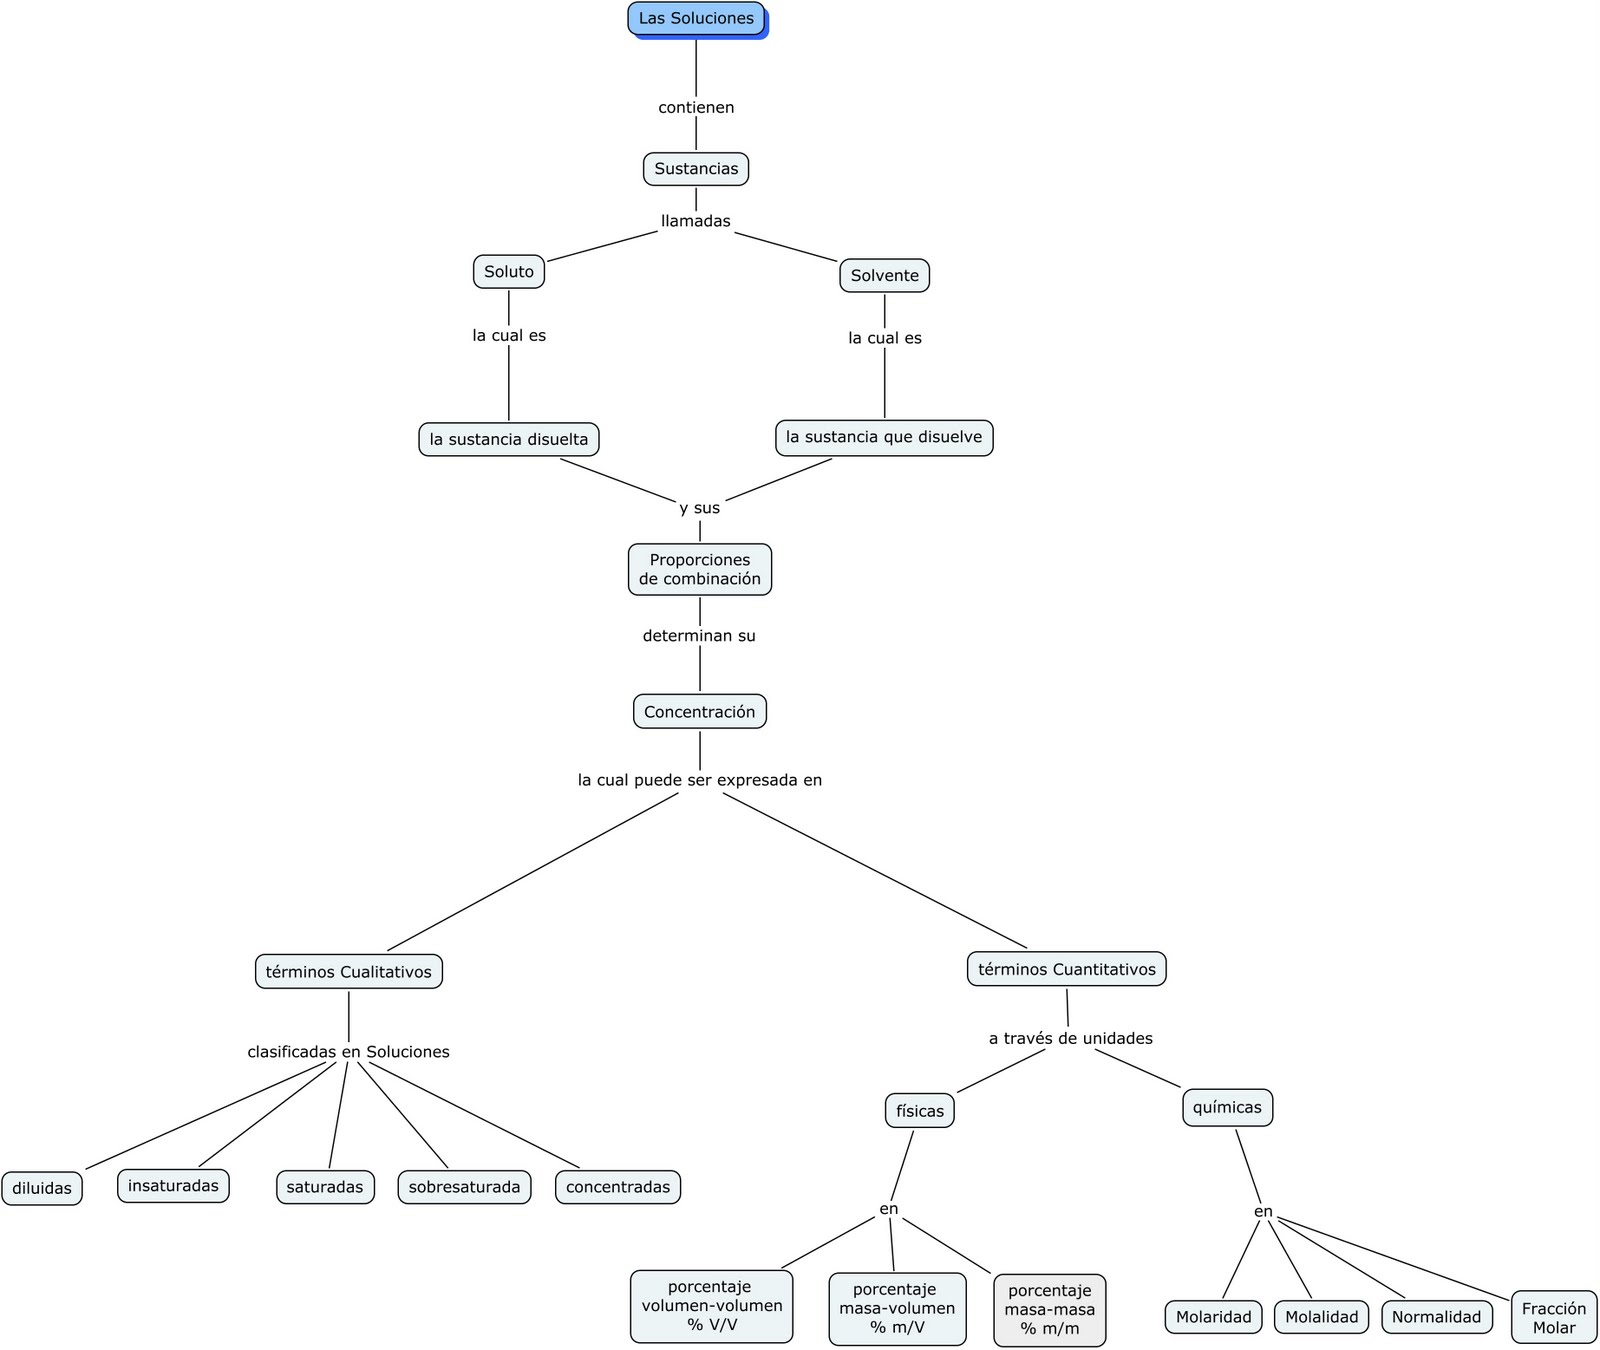 Las Soluciones
contienen
Sustancias
llamadas
Soluto
Solvente
la cual es
la cual es
la sustancia disuelta
la sustancia que disuelve
y sus
Proporciones
de combinación
determinan su
Concentración
la cual puede ser expresada en
términos Cualitativos
términos Cuantitativos
clasificadas en Soluciones
a través de unidades
físicas
químicas
diluidas
insaturadas
saturadas
sobresaturada
concentradas
en
en
porcentaje
volumen-volumen
% V/V
porcentaje
masa-volumen
% m/V
porcentaje
masa-masa
% m/m
Molaridad
Molalidad
Normalidad
Fracción
Molar